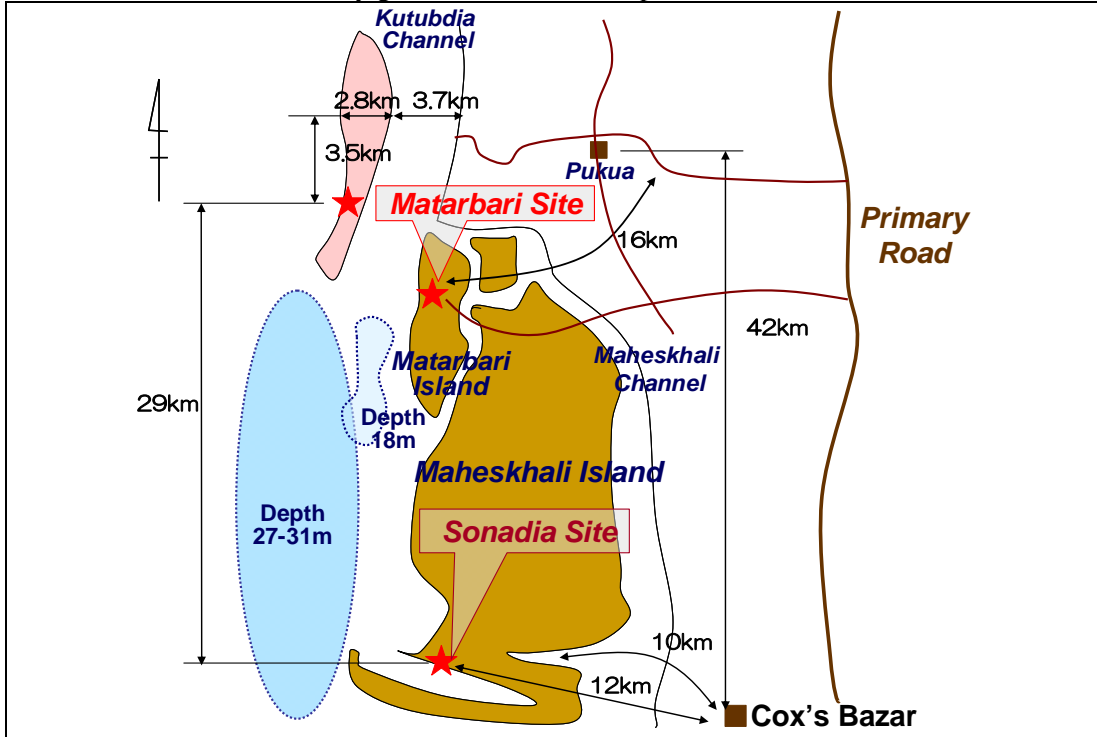 Kutubdia
Channel
2.8km
3.7km
3.5km
Pukua
Matarbari Site
16km
Primary
Road
42km
Matarbari
Island
Maheskhali
Channel
29km
Depth
18m
Maheskhali Island
Depth
27-31m
Sonadia Site
10km
12km
Cox's Bazar